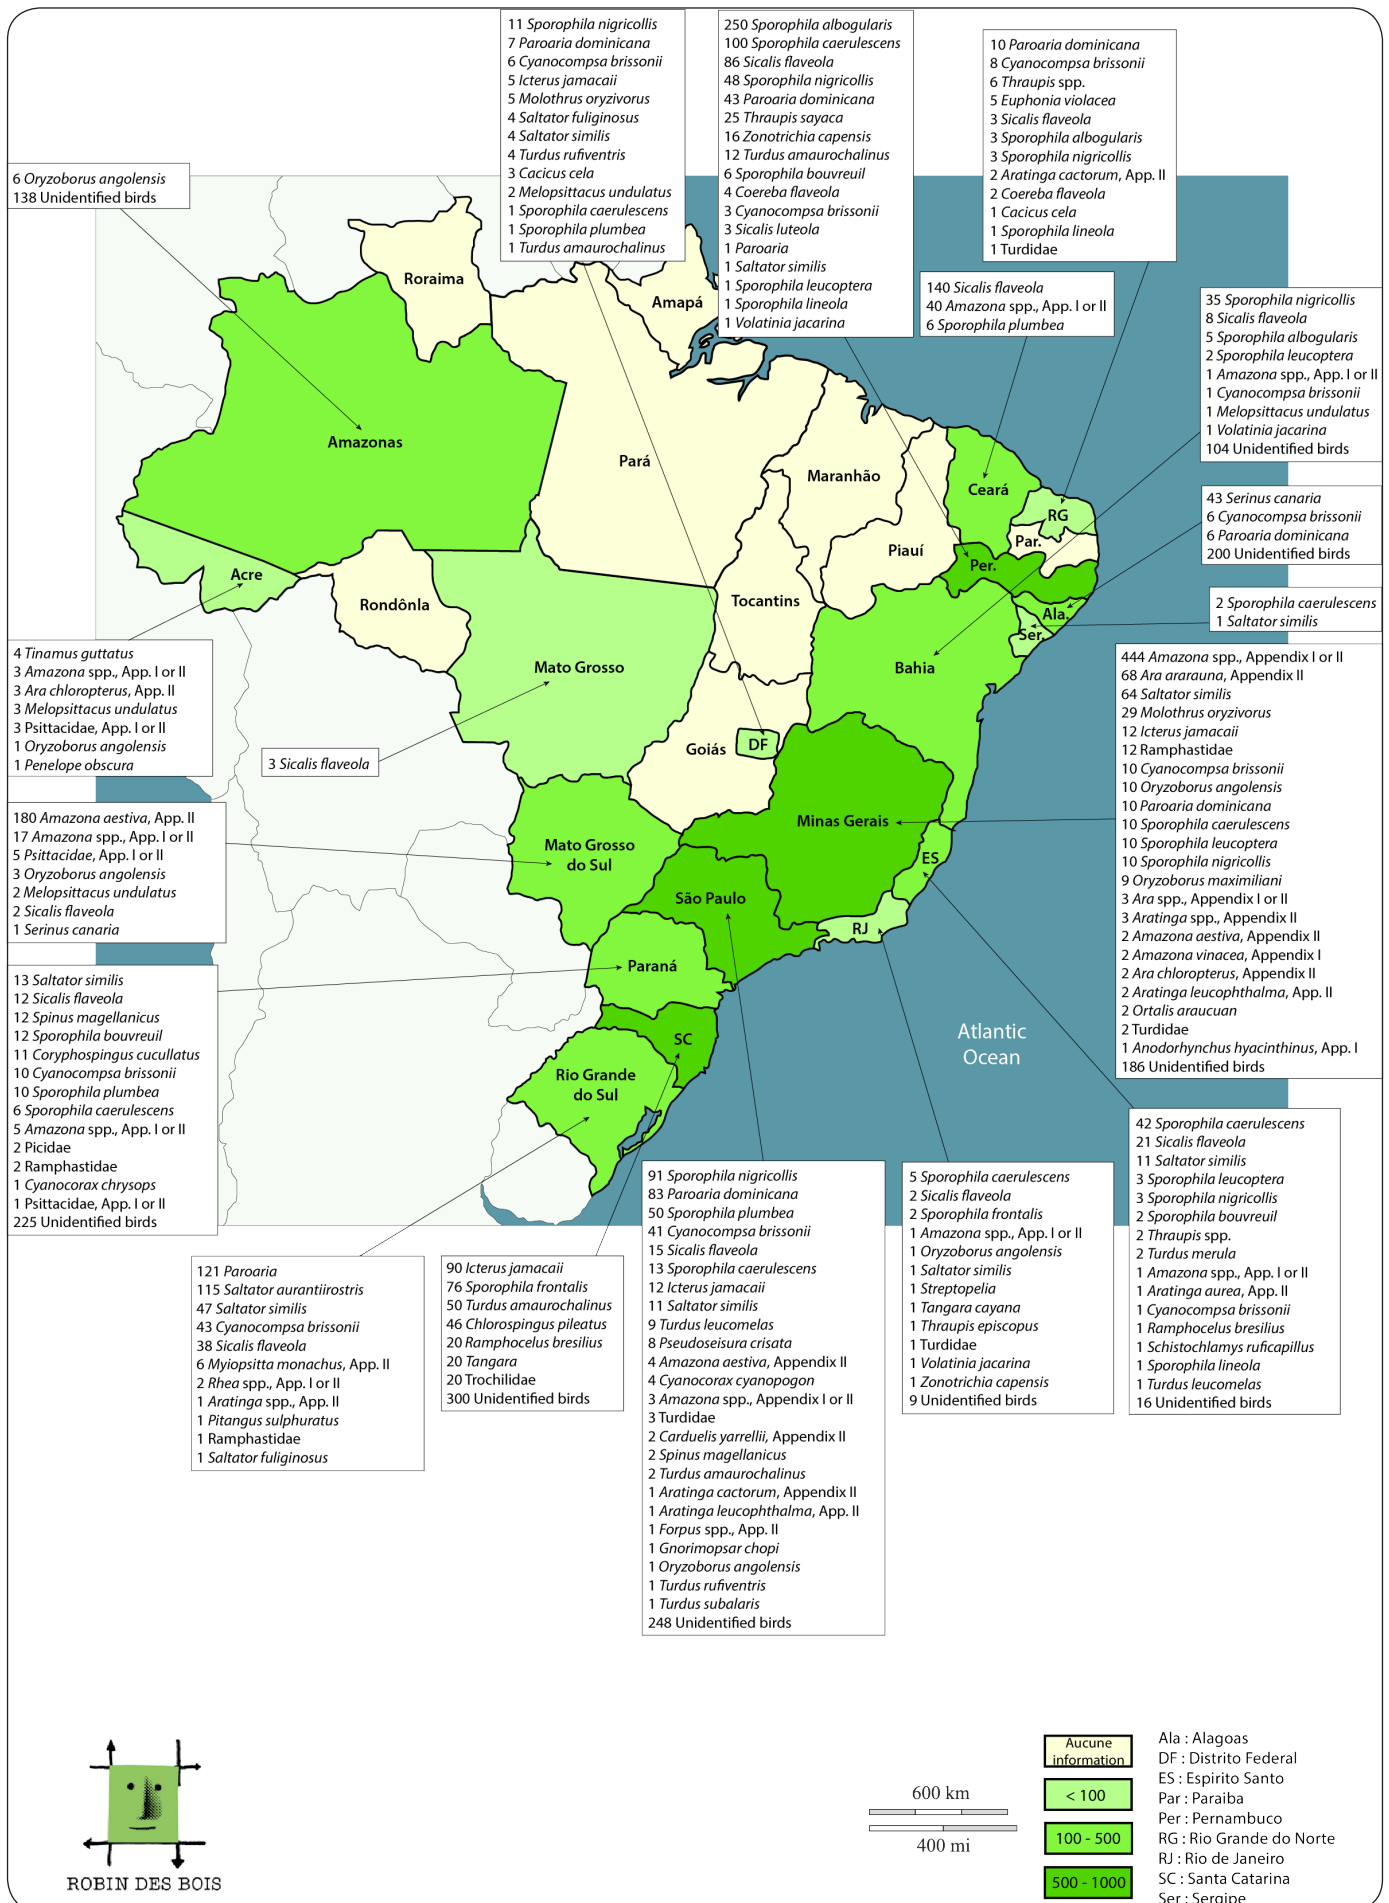 11 Sporophila nigricollis
7 Paroaria dominicana
6 Cyanocompsa brissonii
5 Icterus jamacaii
5 Molothrus oryzivorus
4 Saltator fuliginosus
4 Saltator similis
4 Turdus rufiventris
3 Cacicus cela
2 Melopsittacus undulatus
1 Sporophila caerulescens
1 Sporophila plumbea
1 Turdus amaurochalinus
250 Sporophila albogularis
100 Sporophila caerulescens
86 Sicalis flaveola
48 Sporophila nigricollis
43 Paroaria dominicana
25 Thraupis sayaca
16 Zonotrichia capensis
12 Turdus amaurochalinus
6 Sporophila bouvreuil
4 Coereba flaveola
3 Cyanocompsa brissonii
3 Sicalis luteola
1 Paroaria
1 Saltator similis
1 Sporophila leucoptera
1 Sporophila lineola
1 Volatinia jacarina
10 Paroaria dominicana
8 Cyanocompsa brissonii
6 Thraupis spp.
5 Euphonia violacea
3 Sicalis flaveola
3 Sporophila albogularis
3 Sporophila nigricollis
2 Aratinga cactorum, App. II
2 Coereba flaveola
1 Cacicus cela
1 Sporophila lineola
1 Turdidae
6 Oryzoborus angolensis
138 Unidentified birds
140 Sicalis flaveola
40 Amazona spp., App. I or II
6 Sporophila plumbea
35 Sporophila nigricollis
8 Sicalis flaveola
5 Sporophila albogularis
2 Sporophila leucoptera
1 Amazona spp., App. I or II
1 Cyanocompsa brissonii
1 Melopsittacus undulatus
1 Volatinia jacarina
104 Unidentified birds
43 Serinus canaria
6 Cyanocompsa brissonii
6 Paroaria dominicana
200 Unidentified birds
2 Sporophila caerulescens
1 Saltator similis
Roraima
Amapá
Amazonas
Pará
Maranhão
Ceará
RG
Par.
Piauí
Per.
Acre
Rondônla
Tocantins
Ala.
Ser.
Mato Grosso
Bahia
Goiás
DF
Minas Gerais
Mato Grosso
do Sul
ES
São Paulo
RJ
Paraná
SC
Rio Grande
do Sul
Atlantic
Ocean
4 Tinamus guttatus
3 Amazona spp., App. I or II
3 Ara chloropterus, App. II
3 Melopsittacus undulatus
3 Psittacidae, App. I or II
1 Oryzoborus angolensis
1 Penelope obscura
3 Sicalis flaveola
180 Amazona aestiva, App. II
17 Amazona spp., App. I or II
5 Psittacidae, App. I or II
3 Oryzoborus angolensis
2 Melopsittacus undulatus
2 Sicalis flaveola
1 Serinus canaria
444 Amazona spp., Appendix I or II
68 Ara ararauna, Appendix II
64 Saltator similis
29 Molothrus oryzivorus
12 Icterus jamacaii
12 Ramphastidae
10 Cyanocompsa brissonii
10 Oryzoborus angolensis
10 Paroaria dominicana
10 Sporophila caerulescens
10 Sporophila leucoptera
10 Sporophila nigricollis
9 Oryzoborus maximiliani
3 Ara spp., Appendix I or II
3 Aratinga spp., Appendix II
2 Amazona aestiva, Appendix II
2 Amazona vinacea, Appendix I
2 Ara chloropterus, Appendix II
2 Aratinga leucophthalma, App. II
2 Ortalis araucuan
2 Turdidae
1 Anodorhynchus hyacinthinus, App. I
186 Unidentified birds
13 Saltator similis
12 Sicalis flaveola
12 Spinus magellanicus
12 Sporophila bouvreuil
11 Coryphospingus cucullatus
10 Cyanocompsa brissonii
10 Sporophila plumbea
6 Sporophila caerulescens
5 Amazona spp., App. I or II
2 Picidae
2 Ramphastidae
1 Cyanocorax chrysops
1 Psittacidae, App. I or II
225 Unidentified birds
121 Paroaria
115 Saltator aurantiirostris
47 Saltator similis
43 Cyanocompsa brissonii
38 Sicalis flaveola
6 Myiopsitta monachus, App. II
2 Rhea spp., App. I or II
1 Aratinga spp., App. II
1 Pitangus sulphuratus
1 Ramphastidae
1 Saltator fuliginosus
90 Icterus jamacaii
76 Sporophila frontalis
50 Turdus amaurochalinus
46 Chlorospingus pileatus
20 Ramphocelus bresilius
20 Tangara
20 Trochilidae
300 Unidentified birds
91 Sporophila nigricollis
83 Paroaria dominicana
50 Sporophila plumbea
41 Cyanocompsa brissonii
15 Sicalis flaveola
13 Sporophila caerulescens
12 Icterus jamacaii
11 Saltator similis
9 Turdus leucomelas
8 Pseudoseisura crisata
4 Amazona aestiva, Appendix II
4 Cyanocorax cyanopogon
3 Amazona spp., Appendix I or II
3 Turdidae
2 Carduelis yarrellii, Appendix II
2 Spinus magellanicus
2 Turdus amaurochalinus
1 Aratinga cactorum, Appendix II
1 Aratinga leucophthalma, App. II
1 Forpus spp., App. II
1 Gnorimopsar chopi
1 Oryzoborus angolensis
1 Turdus rufiventris
1 Turdus subalaris
248 Unidentified birds
5 Sporophila caerulescens
2 Sicalis flaveola
2 Sporophila frontalis
1 Amazona spp., App. I or II
1 Oryzoborus angolensis
1 Saltator similis
1 Streptopelia
1 Tangara cayana
1 Thraupis episcopus
1 Turdidae
1 Volatinia jacarina
1 Zonotrichia capensis
9 Unidentified birds
42 Sporophila caerulescens
21 Sicalis flaveola
11 Saltator similis
3 Sporophila leucoptera
3 Sporophila nigricollis
2 Sporophila bouvreuil
2 Thraupis spp.
2 Turdus merula
1 Amazona spp., App. I or II
1 Aratinga aurea, App. II
1 Cyanocompsa brissonii
1 Ramphocelus bresilius
1 Schistochlamys ruficapillus
1 Sporophila lineola
1 Turdus leucomelas
16 Unidentified birds
ROBIN DES BOIS
600 km
400 mi
Aucune
information
< 100
100 - 500
500 - 1000
Ala : Alagoas
DF : Distrito Federal
ES : Espirito Santo
Par : Paraiba
Per : Pernambuco
RG : Rio Grande do Norte
RJ : Rio de Janeiro
SC : Santa Catarina
Ser : Sergipe